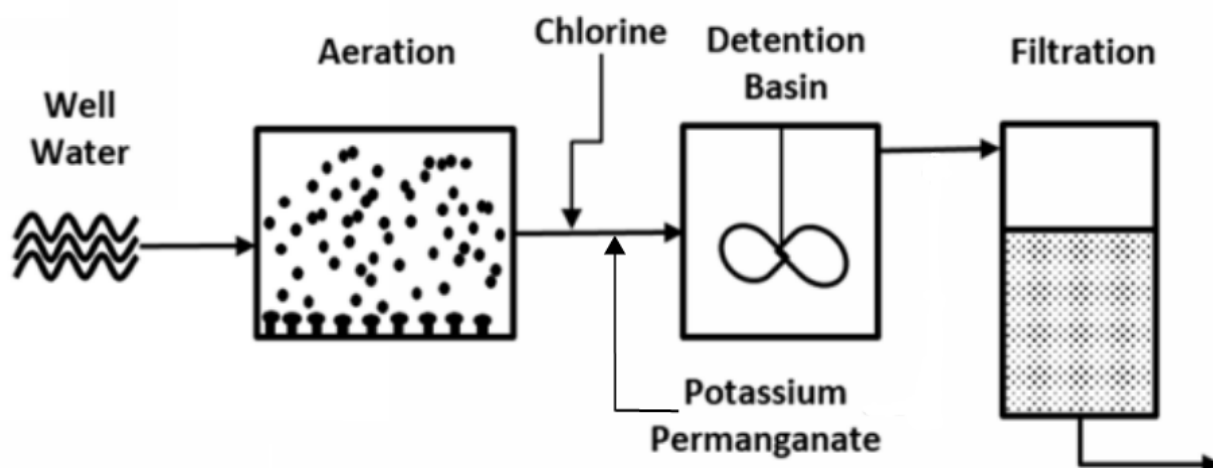 Well
Water
Aeration
Chlorine
Detention
Basin
Filtration
Potassium
Permanganate